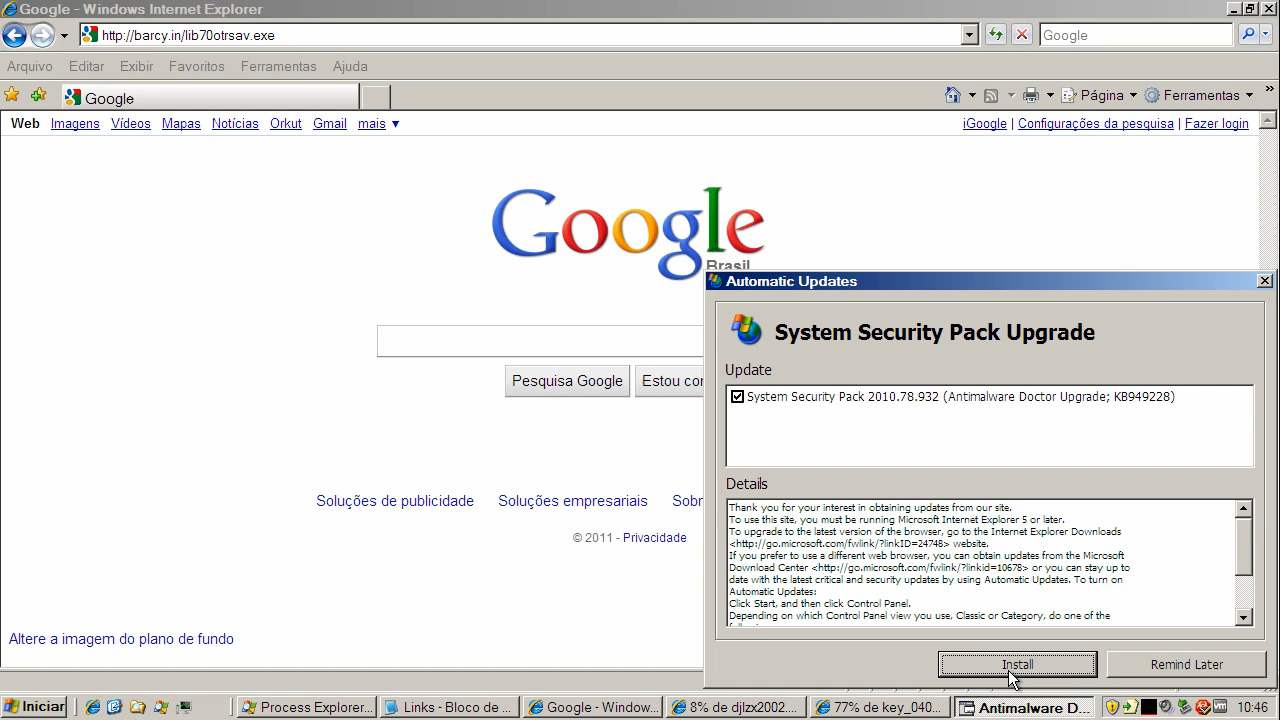 Google - Windows Internet Explorer
http://barcy.in/lib70otrsav.exe
Google
Arquivo Editar Exibir Favoritos Ferramentas Ajuda
Google
Página Ferramentas
Web Imagens Vídeos Mapas Notícias Orkut Gmail mais ▼
iGoogle | Configurações da pesquisa | Fazer login
Google
Brasil
Pesquisa Google
Estou co
Soluções de publicidade Soluções empresariais Sobr
© 2011 - Privacidade
Altere a imagem do plano de fundo
Automatic Updates
System Security Pack Upgrade
Update
System Security Pack 2010.78.932 (Antimalware Doctor Upgrade; KB949228)
Details
Thank you for your interest in obtaining updates from our site.
To use this site, you must be running Microsoft Internet Explorer 5 or later.
To upgrade to the latest version of the browser, go to the Internet Explorer Downloads
<http://go.microsoft.com/fwlink/?linkID=24748> website.
If you prefer to use a different web browser, you can obtain updates from the Microsoft
Download Center <http://go.microsoft.com/fwlink/?linkid=10678> or you can stay up to
date with the latest critical and security updates by using Automatic Updates. To turn on
Automatic Updates:
Click Start, and then click Control Panel.
Depending on which Control Panel view you use, Classic or Category, do one of the
Install
Remind Later
Iniciar
Process Explorer...
Links - Bloco de ...
Google - Window...
8% de djlzx2002....
77% de key_040...
Antimalware D...
10:46